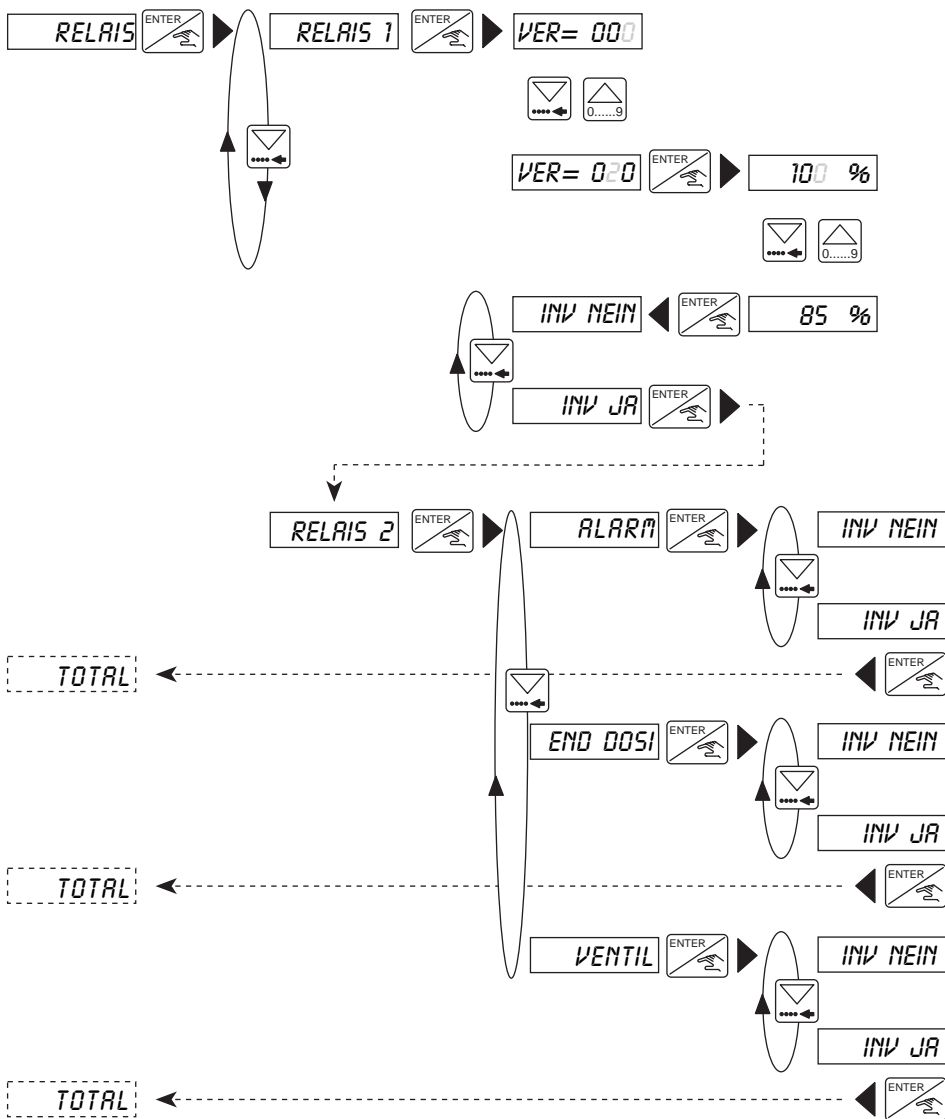 RELAIS ENTER RELAIS 1 ENTER VER= 000
0......9
VER= 020 ENTER 100 %
0......9
INV NEIN ENTER 85 %
INV JA ENTER
RELAIS 2 ENTER ALARM ENTER INV NEIN
INV JA
TOTAL ENTER
END DOSI ENTER INV NEIN
INV JA
TOTAL ENTER
VENTIL ENTER INV NEIN
INV JA
TOTAL ENTER